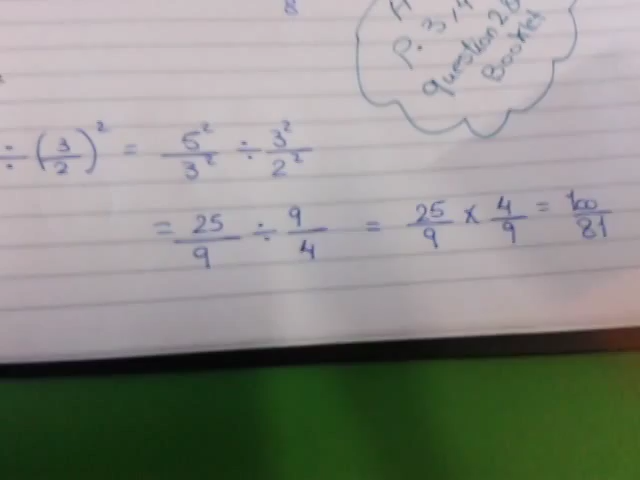 P. 3, 4
Question 28
Booklet
÷ (3/2)² = 5²/3² ÷ 3²/2²
= 25/9 ÷ 9/4 = 25/9 × 4/9 = 100/81